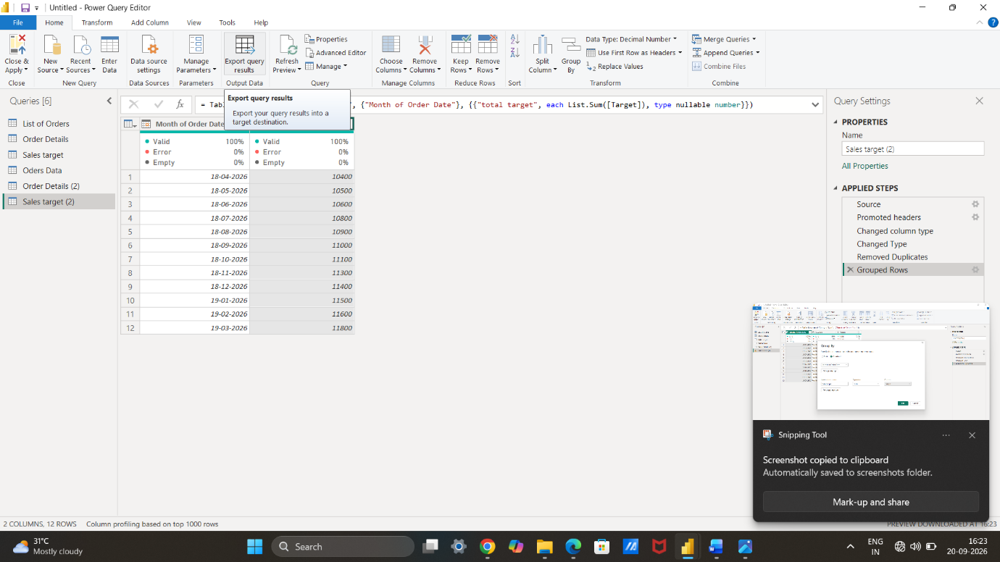 Untitled - Power Query Editor
File Home Transform Add Column View Tools Help
Close & Apply
Close
New Source
Recent Sources
Enter Data
New Query
Data source settings
Data Sources
Manage Parameters
Parameters
Export query results
Output Data
Refresh Preview
Properties
Advanced Editor
Manage
Query
Choose Columns
Remove Columns
Manage Columns
Keep Rows
Remove Rows
Reduce Rows
Sort
Split Column
Group By
Data Type: Decimal Number
Use First Row as Headers
Replace Values
Transform
Merge Queries
Append Queries
Combine Files
Combine
Queries [6]
List of Orders
Order Details
Sales target
Oders Data
Order Details (2)
Sales target (2)
fx
= Tabl
, {"Month of Order Date"}, {{"total target", each List.Sum([Target]), type nullable number}})
Export query results
Export your query results into a
target destination.
Month of Order Date
Valid 100% Valid 100%
Error 0% Error 0%
Empty 0% Empty 0%
1 18-04-2026 10400
2 18-05-2026 10500
3 18-06-2026 10600
4 18-07-2026 10800
5 18-08-2026 10900
6 18-09-2026 11000
7 18-10-2026 11100
8 18-11-2026 11300
9 18-12-2026 11400
10 19-01-2026 11500
11 19-02-2026 11600
12 19-03-2026 11800
Query Settings
PROPERTIES
Name
Sales target (2)
All Properties
APPLIED STEPS
Source
Promoted headers
Changed column type
Changed Type
Removed Duplicates
Grouped Rows
Group By
Snipping Tool
Screenshot copied to clipboard
Automatically saved to screenshots folder.
Mark-up and share
2 COLUMNS, 12 ROWS Column profiling based on top 1000 rows
PREVIEW DOWNLOADED AT 16:23
31°C
Mostly cloudy
Search
ENG
IN
16:23
20-09-2026